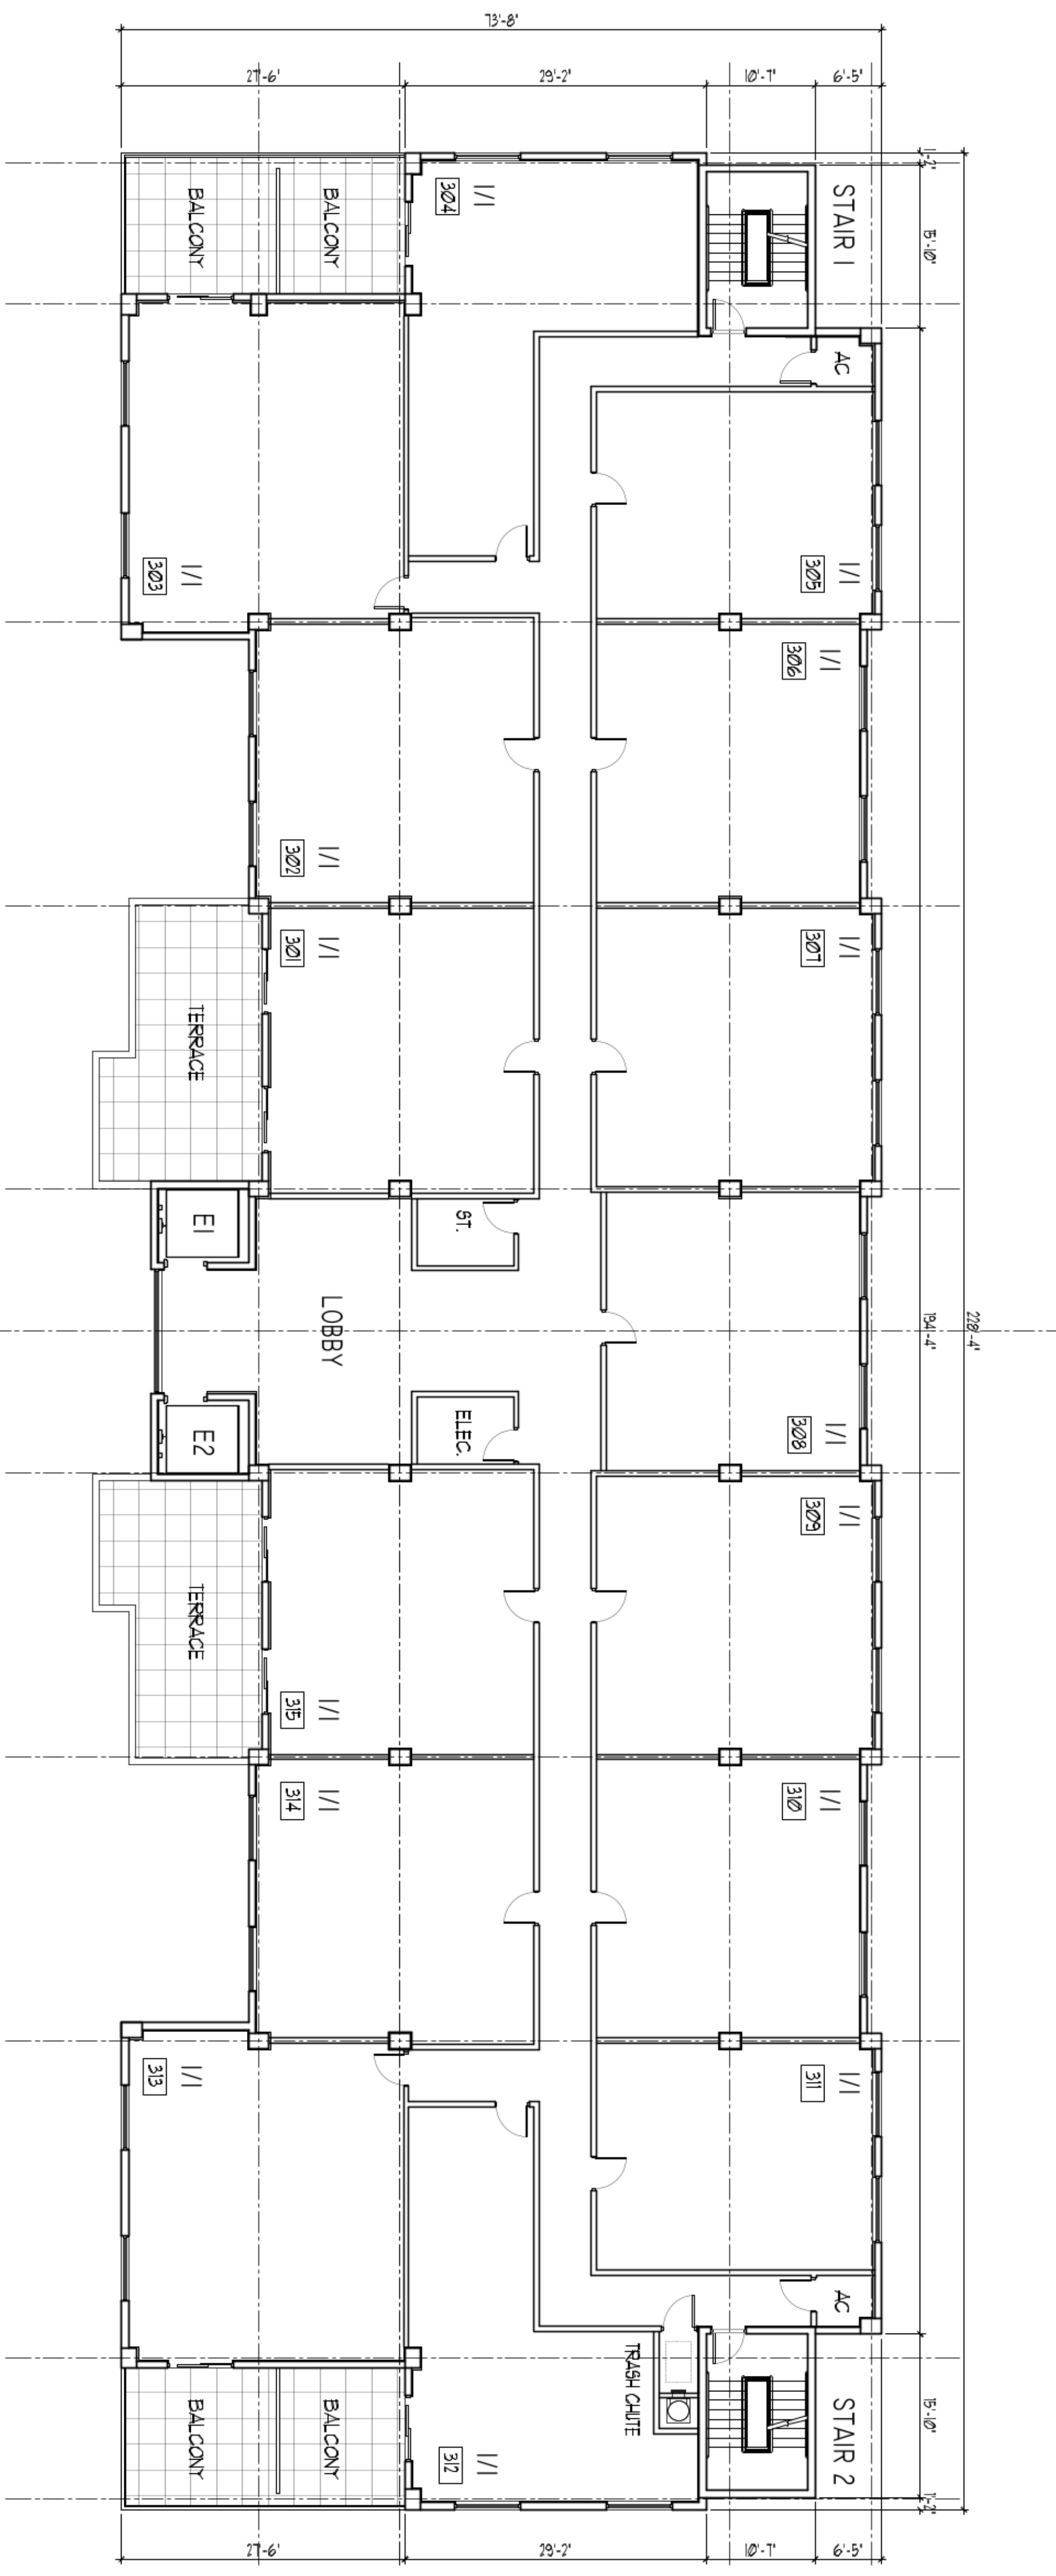 73'-8"
27'-6"
29'-2"
10'-7"
6'-5"
1'-2"
15'-10"
STAIR 1
BALCONY
BALCONY
1/1
304
AC
1/1
303
1/1
305
1/1
306
1/1
302
1/1
301
1/1
307
TERRACE
E1
ST.
LOBBY
194'-4"
228'-4"
E2
ELEC.
1/1
308
1/1
309
TERRACE
1/1
315
1/1
314
1/1
310
1/1
313
1/1
311
AC
TRASH CHUTE
BALCONY
BALCONY
1/1
312
STAIR 2
15'-10"
1'-2"
27'-6"
29'-2"
10'-7"
6'-5"